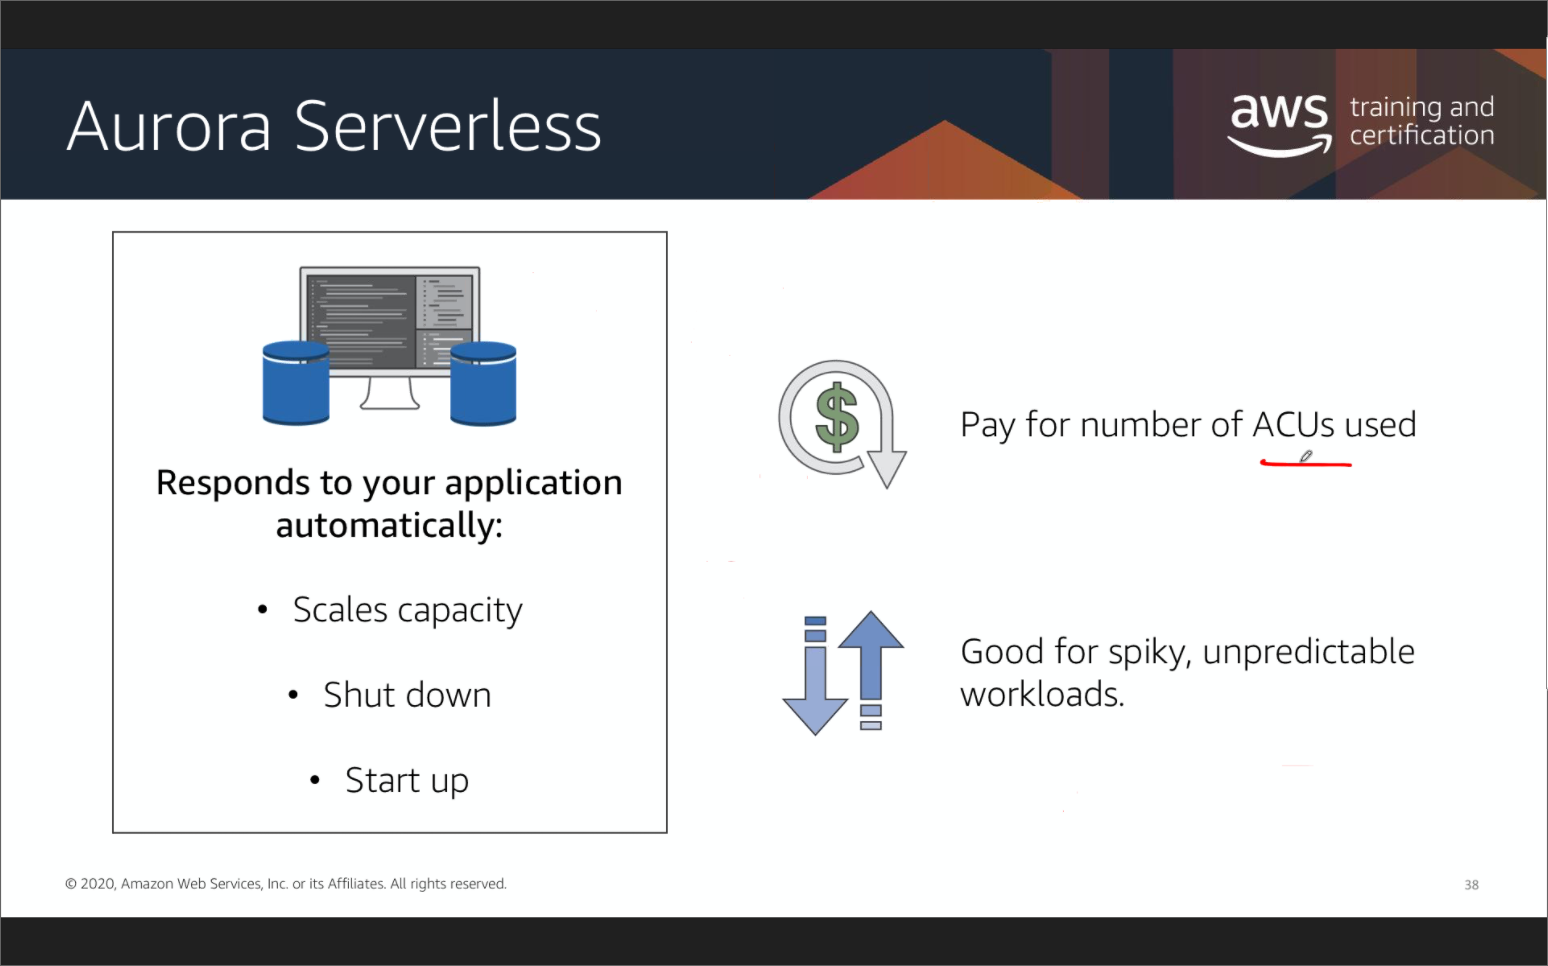 Aurora Serverless
aws training and
certification
Responds to your application
automatically:
• Scales capacity
• Shut down
• Start up
$
Pay for number of ACUs used
Good for spiky, unpredictable
workloads.
© 2020, Amazon Web Services, Inc. or its Affiliates. All rights reserved.
38